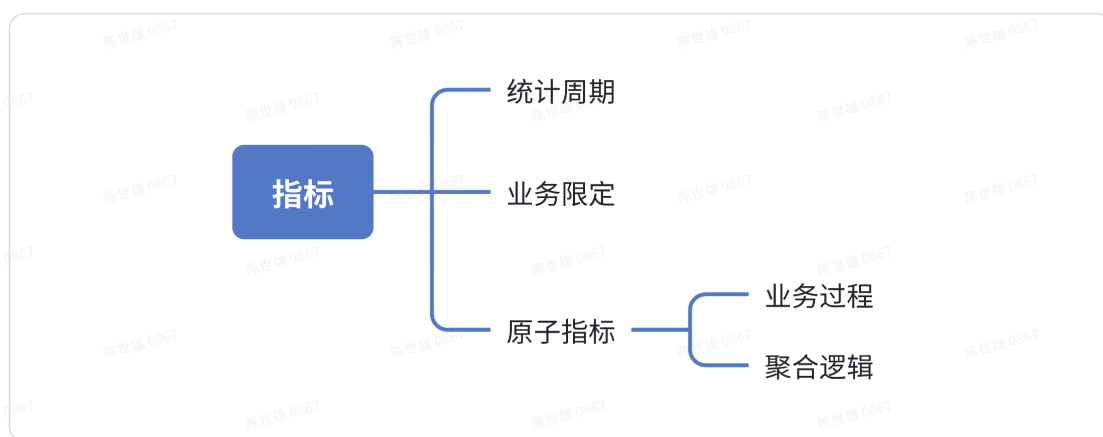 统计周期
指标
业务限定
业务过程
原子指标
聚合逻辑
陈世雄 0867